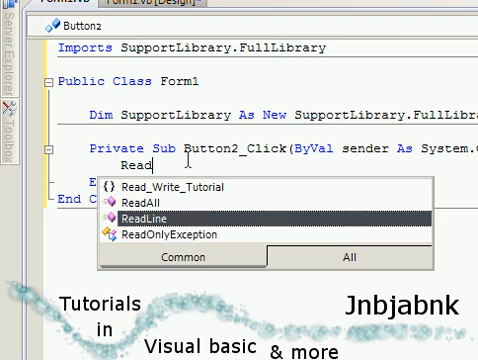 Form1.vb Form1.vb [Design]*
Button2
Server Explorer
Toolbox
Imports SupportLibrary.FullLibrary
Public Class Form1
Dim SupportLibrary As New SupportLibrary.FullLibra
Private Sub Button2_Click(ByVal sender As System.
Read
E
End C
{} Read_Write_Tutorial
ReadAll
ReadLine
ReadOnlyException
Common All
Tutorials
in
Visual basic
& more
Jnbjabnk